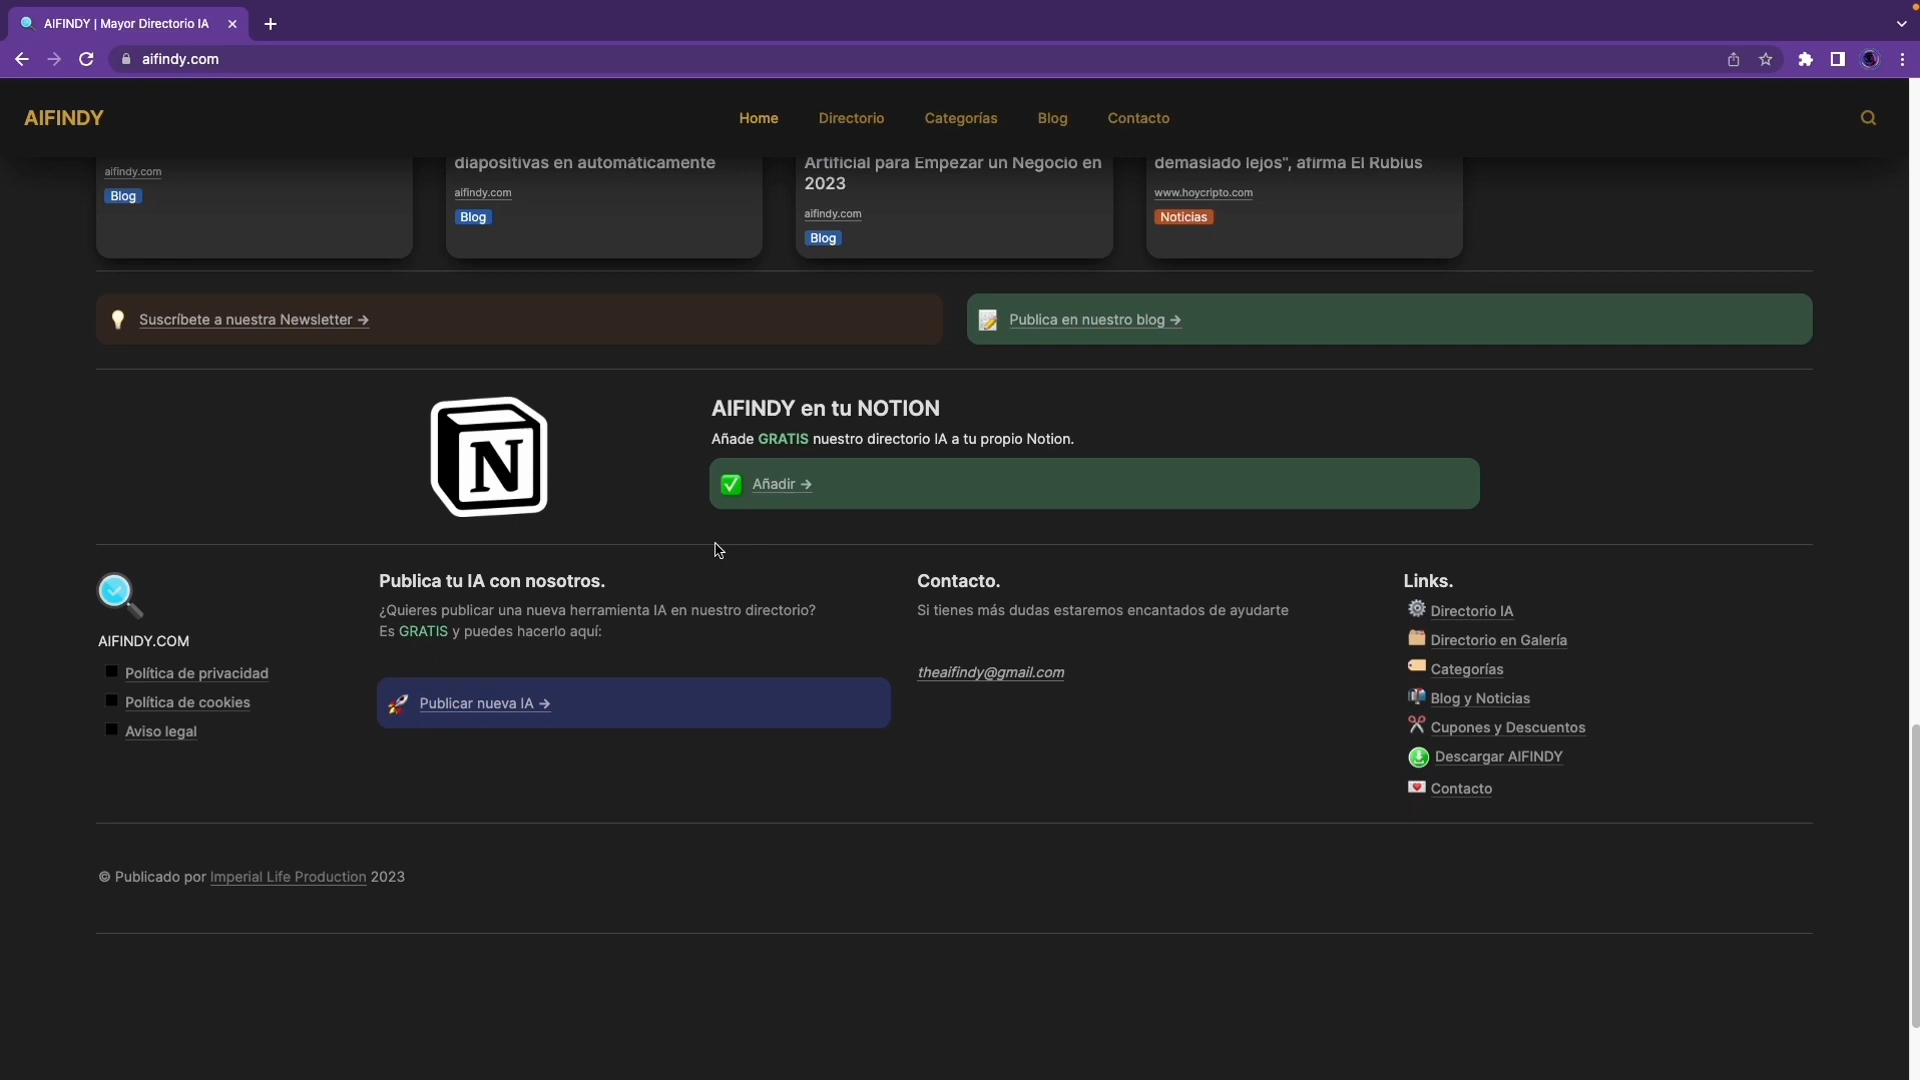 AIFINDY | Mayor Directorio IA
aifindy.com
AIFINDY
Home
Directorio
Categorías
Blog
Contacto
aifindy.com
Blog
diapositivas en automáticamente
aifindy.com
Blog
Artificial para Empezar un Negocio en
2023
aifindy.com
Blog
demasiado lejos", afirma El Rubius
www.hoycripto.com
Noticias
Suscríbete a nuestra Newsletter →
Publica en nuestro blog →
N
AIFINDY en tu NOTION
Añade GRATIS nuestro directorio IA a tu propio Notion.
Añadir →
AIFINDY.COM
Política de privacidad
Política de cookies
Aviso legal
Publica tu IA con nosotros.
¿Quieres publicar una nueva herramienta IA en nuestro directorio?
Es GRATIS y puedes hacerlo aquí:
Publicar nueva IA →
Contacto.
Si tienes más dudas estaremos encantados de ayudarte
theaifindy@gmail.com
Links.
Directorio IA
Directorio en Galería
Categorías
Blog y Noticias
Cupones y Descuentos
Descargar AIFINDY
Contacto
© Publicado por Imperial Life Production 2023